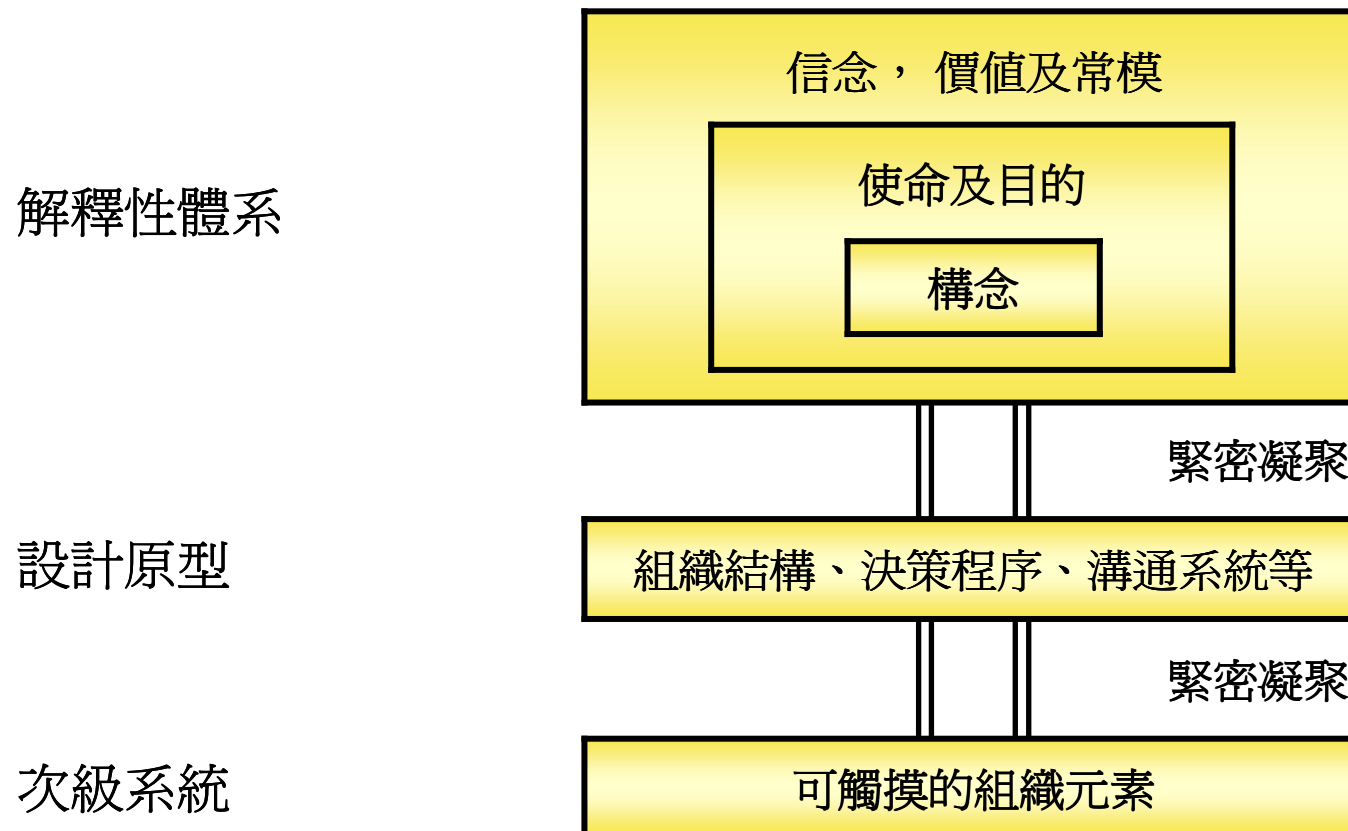 信念， 價值及常模
使命及目的
解釋性體系
構念
緊密凝聚
設計原型
組織結構、決策程序、溝通系統等
緊密凝聚
次級系統
可觸摸的組織元素